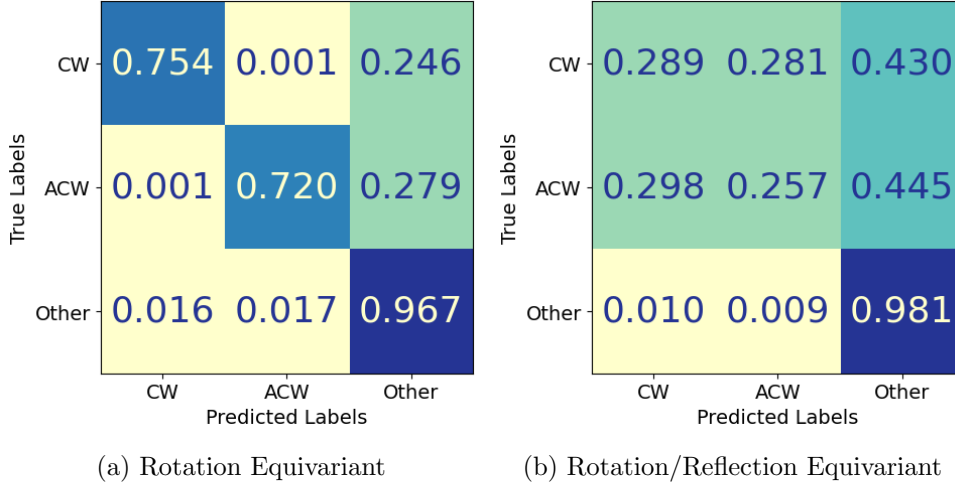 CW 0.754 0.001 0.246
ACW 0.001 0.720 0.279
Other 0.016 0.017 0.967
CW ACW Other
True Labels
Predicted Labels
(a) Rotation Equivariant
CW 0.289 0.281 0.430
ACW 0.298 0.257 0.445
Other 0.010 0.009 0.981
CW ACW Other
True Labels
Predicted Labels
(b) Rotation/Reflection Equivariant